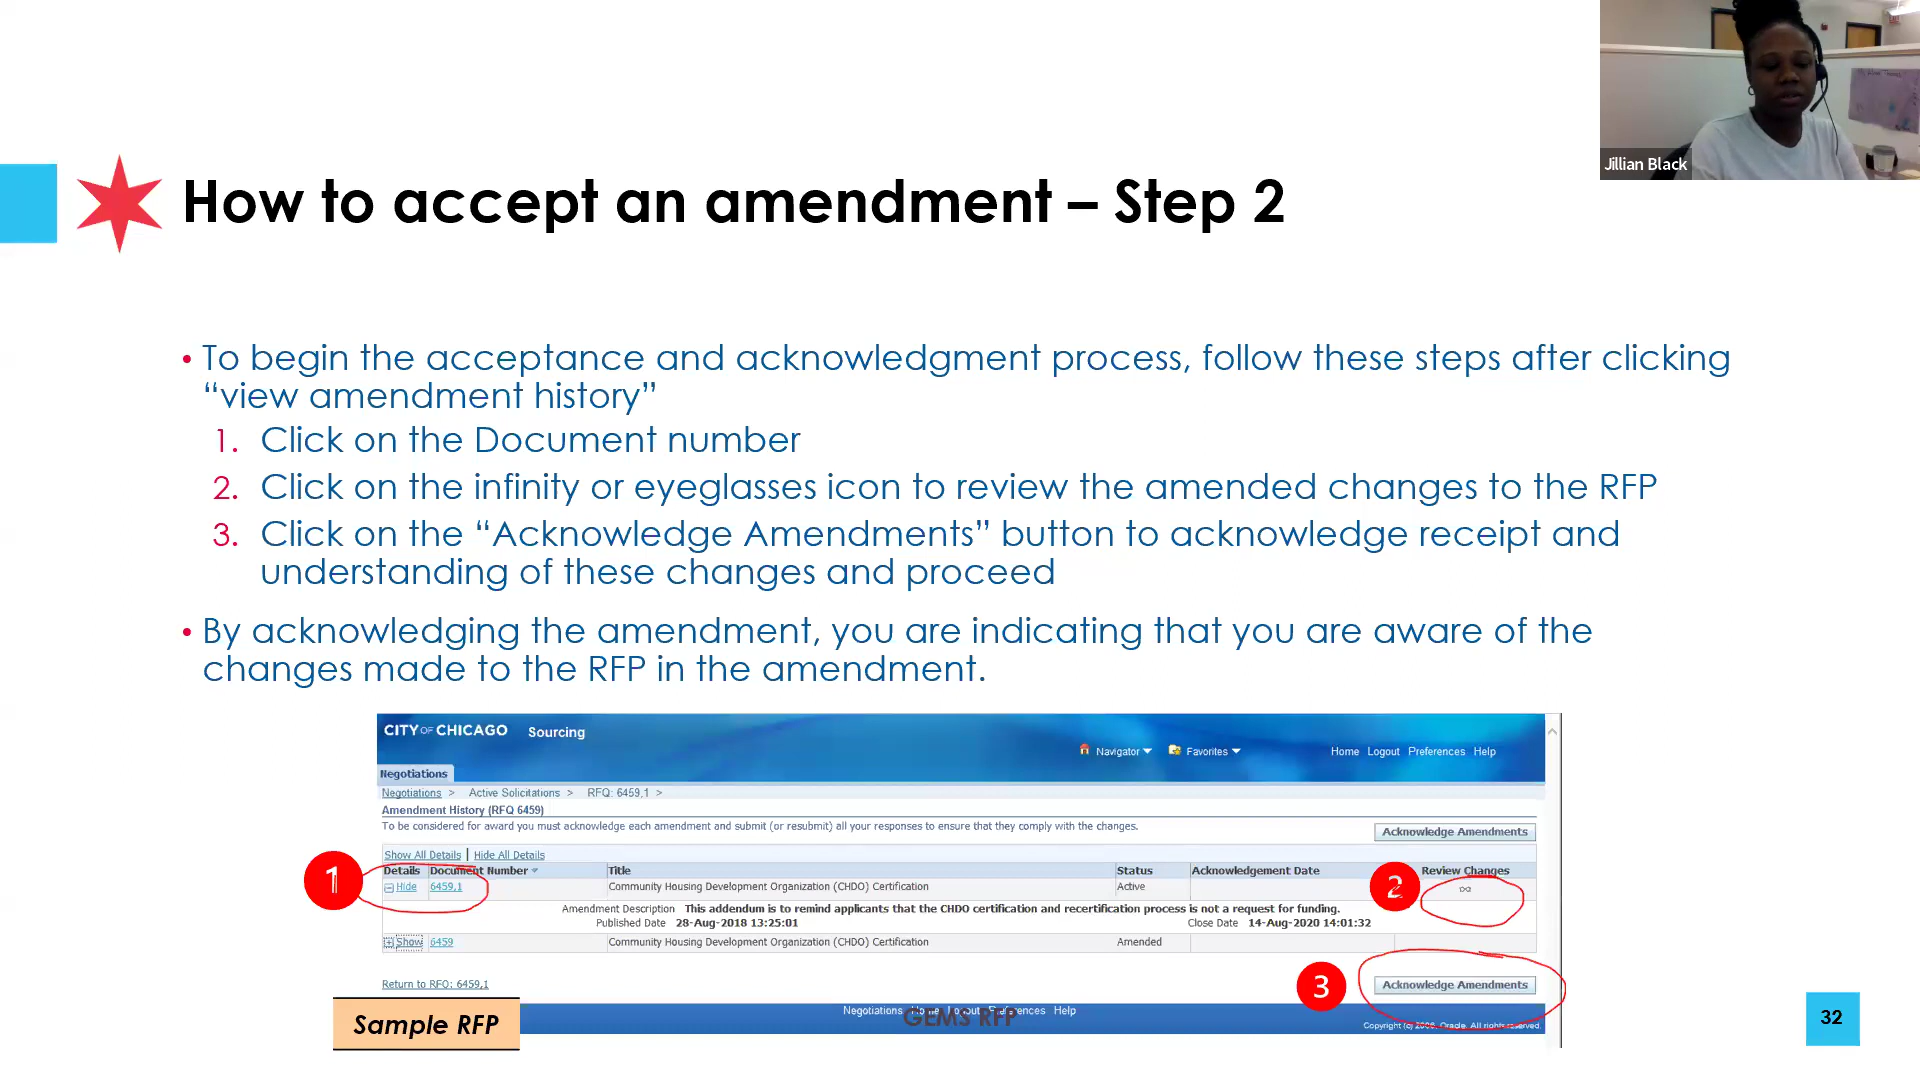 Jillian Black
How to accept an amendment – Step 2
• To begin the acceptance and acknowledgment process, follow these steps after clicking
“view amendment history”
1. Click on the Document number
2. Click on the infinity or eyeglasses icon to review the amended changes to the RFP
3. Click on the “Acknowledge Amendments” button to acknowledge receipt and
understanding of these changes and proceed
• By acknowledging the amendment, you are indicating that you are aware of the
changes made to the RFP in the amendment.
CITY OF CHICAGO Sourcing
Navigator Favorites Home Logout Preferences Help
Negotiations
Negotiations > Active Solicitations > RFQ: 6459,1 >
Amendment History (RFQ 6459)
To be considered for award you must acknowledge each amendment and submit (or resubmit) all your responses to ensure that they comply with the changes.
Acknowledge Amendments
Show All Details | Hide All Details
Details Document Number Title Status Acknowledgement Date Review Changes
1
Hide 6459,1 Community Housing Development Organization (CHDO) Certification Active
2
Amendment Description This addendum is to remind applicants that the CHDO certification and recertification process is not a request for funding.
Published Date 28-Aug-2018 13:25:01 Close Date 14-Aug-2020 14:01:32
Show 6459 Community Housing Development Organization (CHDO) Certification Amended
Return to RFQ: 6459,1
3
Acknowledge Amendments
Negotiations Home Logout Preferences Help
GEMS RFP
Sample RFP
Copyright (c) 2006, Oracle. All rights reserved.
32